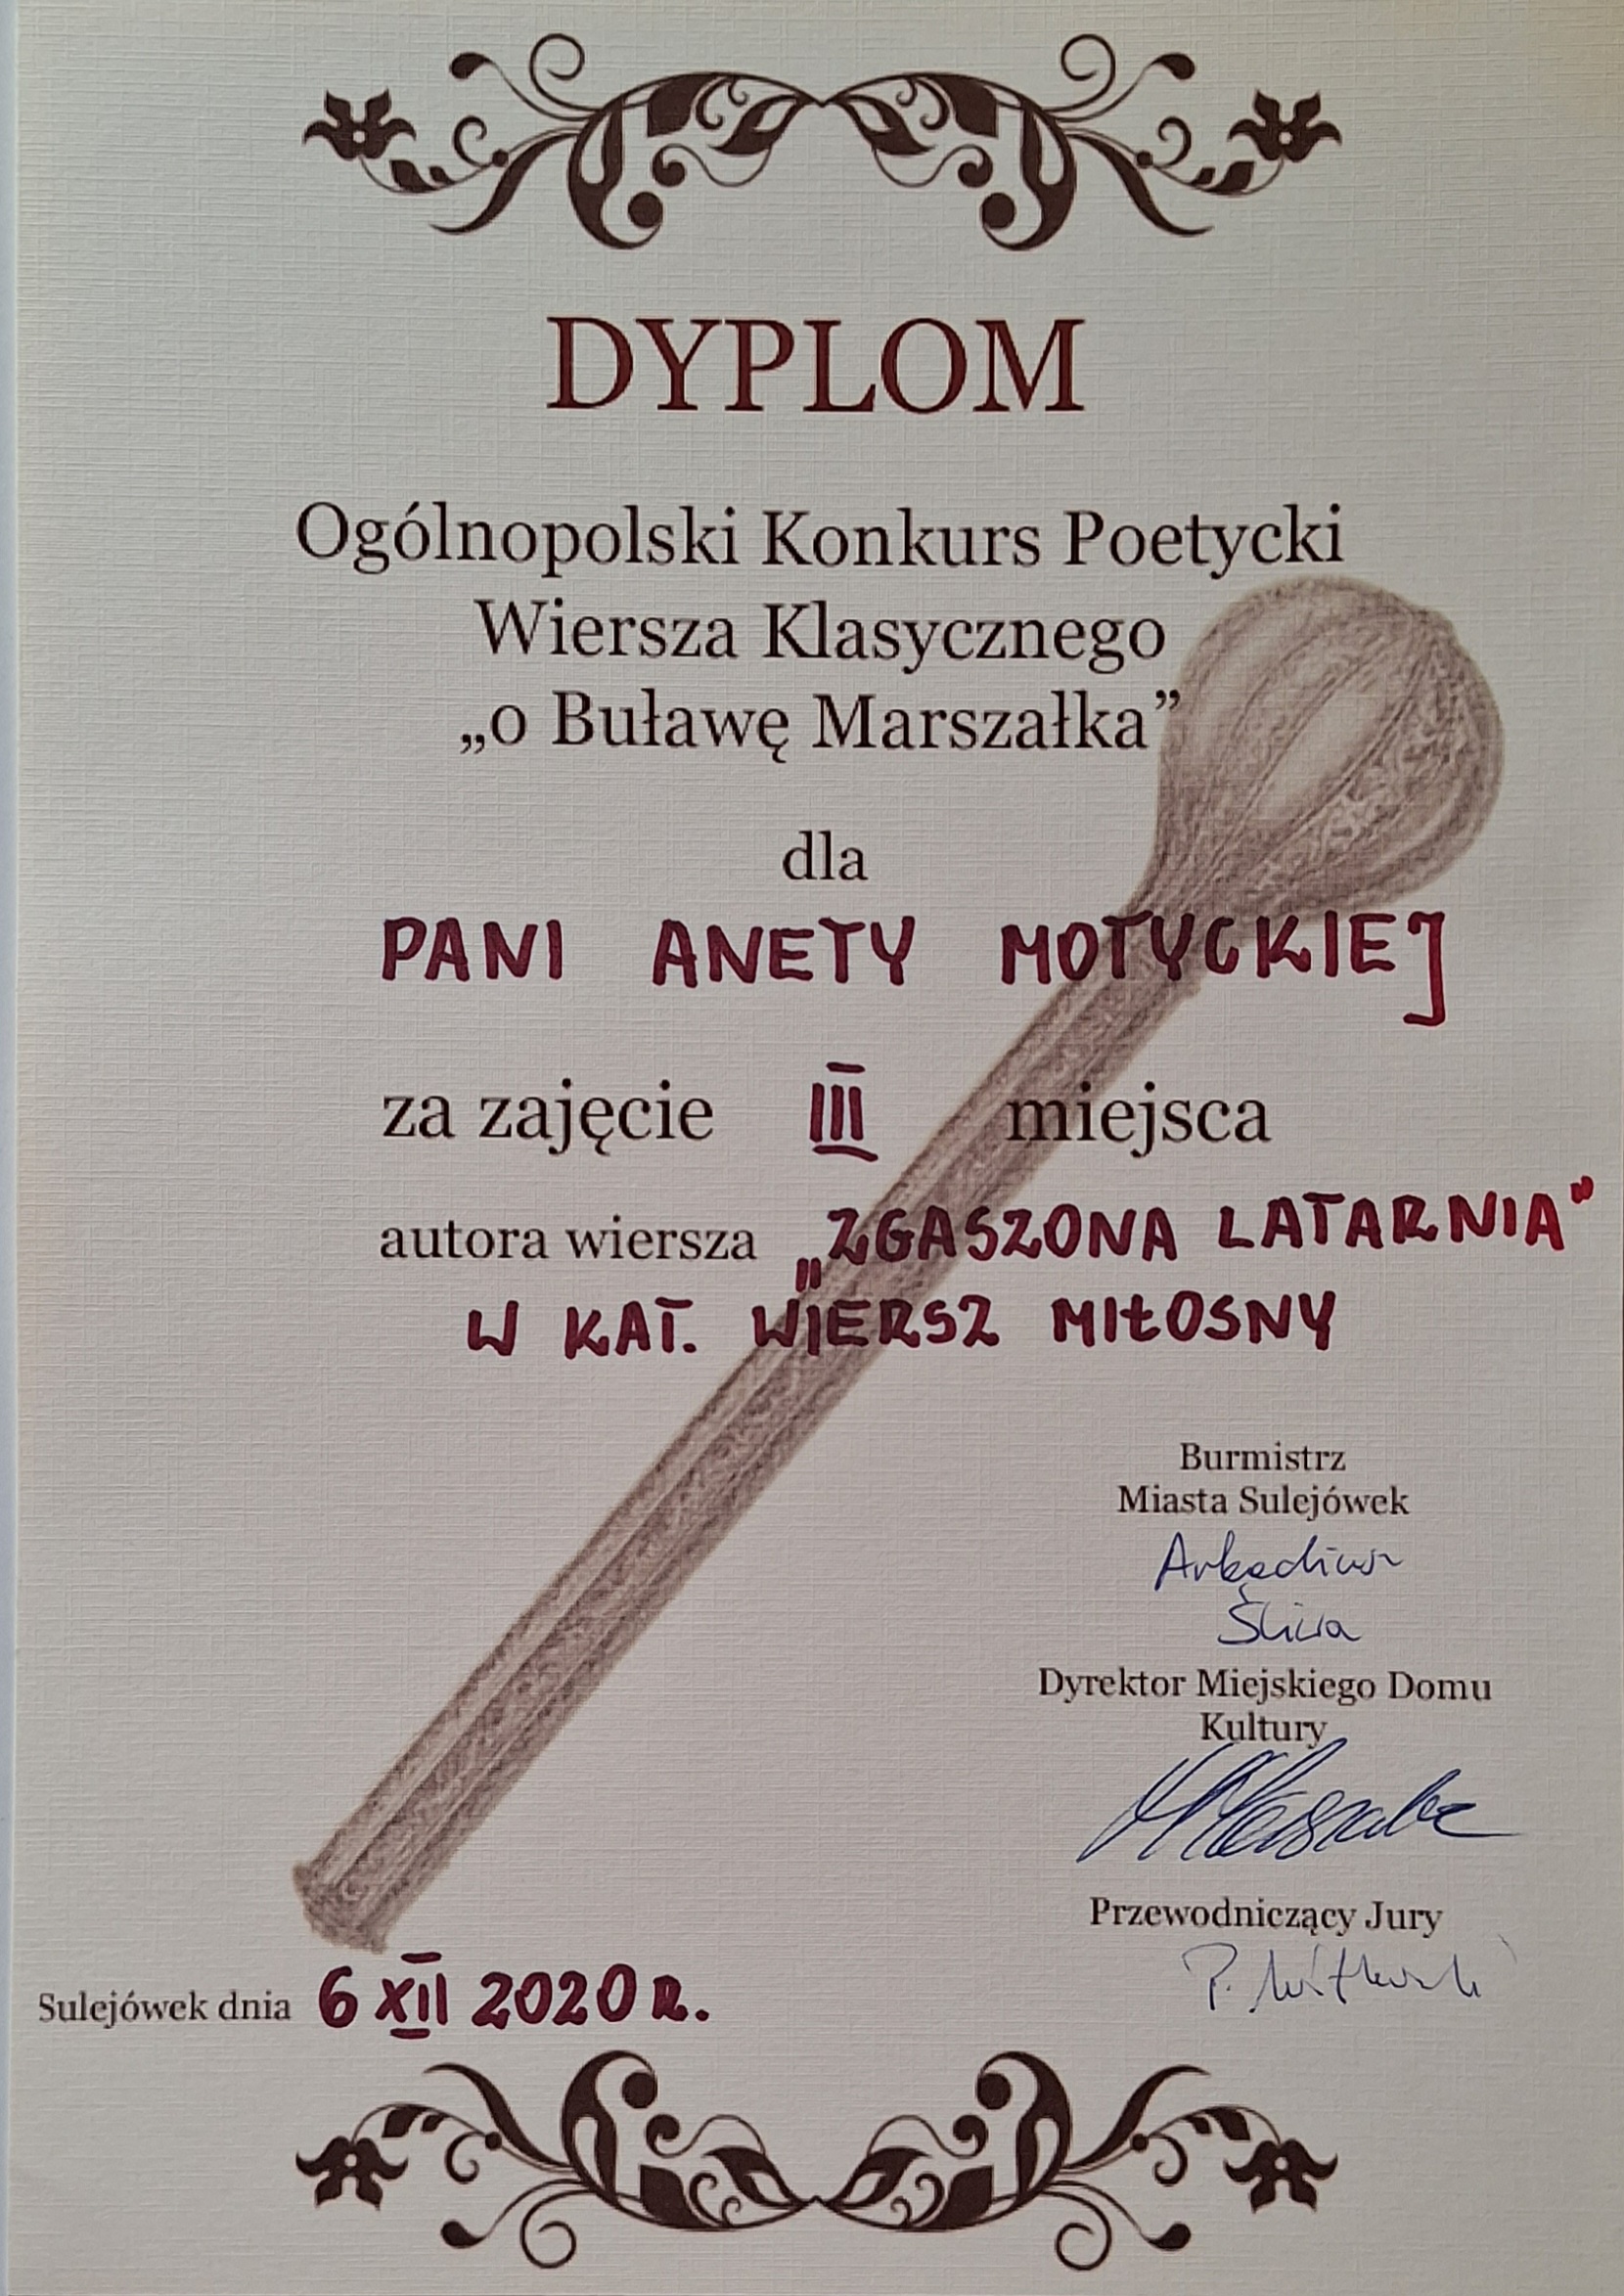 DYPLOM
Ogólnopolski Konkurs Poetycki
Wiersza Klasycznego
„o Buławę Marszałka”
dla
PANI ANETY MOTYCKIEJ
za zajęcie III miejsca
autora wiersza „ZGASZONA LATARNIA”
W KAT. WIERSZ MIŁOSNY
Burmistrz
Miasta Sulejówek
Arkadiusz
Śliwa
Dyrektor Miejskiego Domu
Kultury
Przewodniczący Jury
Sulejówek dnia 6 XII 2020 R.